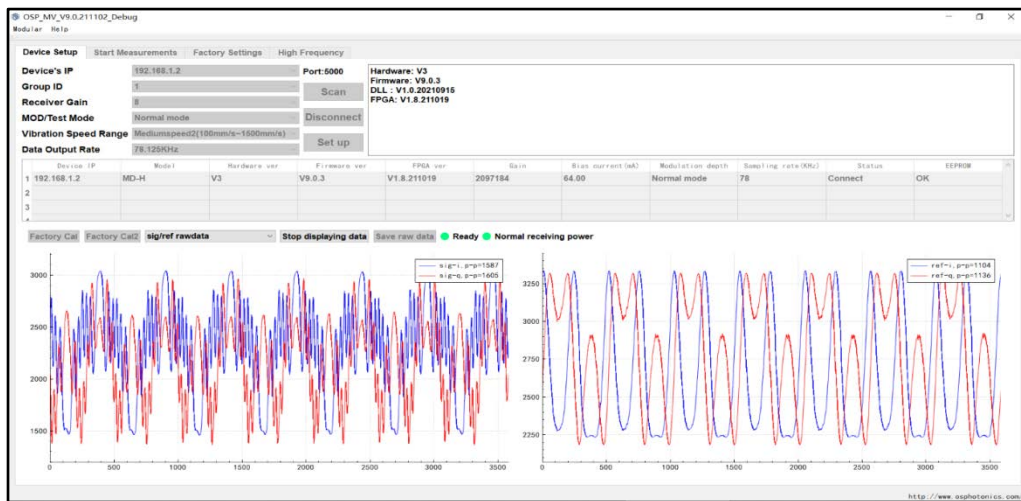 OSP_MV_V9.0.211102_Debug
Modular Help
Device Setup Start Measurements Factory Settings High Frequency
Device's IP 192.168.1.2 Port:5000
Group ID 1 Scan
Receiver Gain 8
MOD/Test Mode Normal mode Disconnect
Vibration Speed Range Mediumspeed2(100mm/s~1500mm/s) Set up
Data Output Rate 78.125KHz
Hardware: V3
Firmware: V9.0.3
DLL : V1.0.20210915
FPGA: V1.8.211019
Device IP Model Hardware ver Firmware ver FPGA ver Gain Bias current(mA) Modulation depth Sampling rate(KHz) Status EEPROM
1 192.168.1.2 MD-H V3 V9.0.3 V1.8.211019 2097184 64.00 Normal mode 78 Connect OK
2
3
Factory Cal Factory Cal2 sig/ref rawdata Stop displaying data Save raw data Ready Normal receiving power
sig-i,p-p=1587
sig-q,p-p=1605
3000
2500
2000
1500
0 500 1000 1500 2000 2500 3000 3500
ref-i,p-p=1104
ref-q,p-p=1136
3250
3000
2750
2500
2250
0 500 1000 1500 2000 2500 3000 3500
http://www.osphotonics.com/